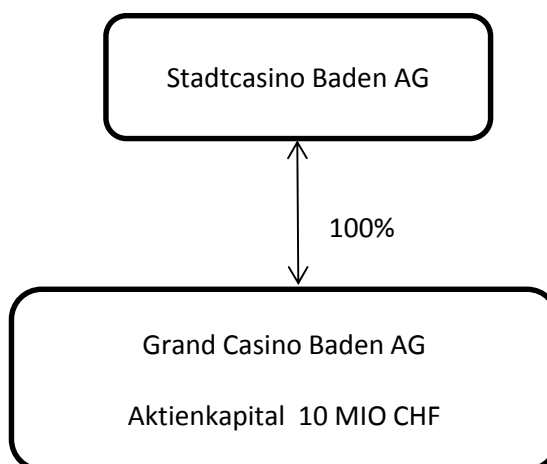 Stadtcasino Baden AG
100%
Grand Casino Baden AG
Aktienkapital 10 MIO CHF